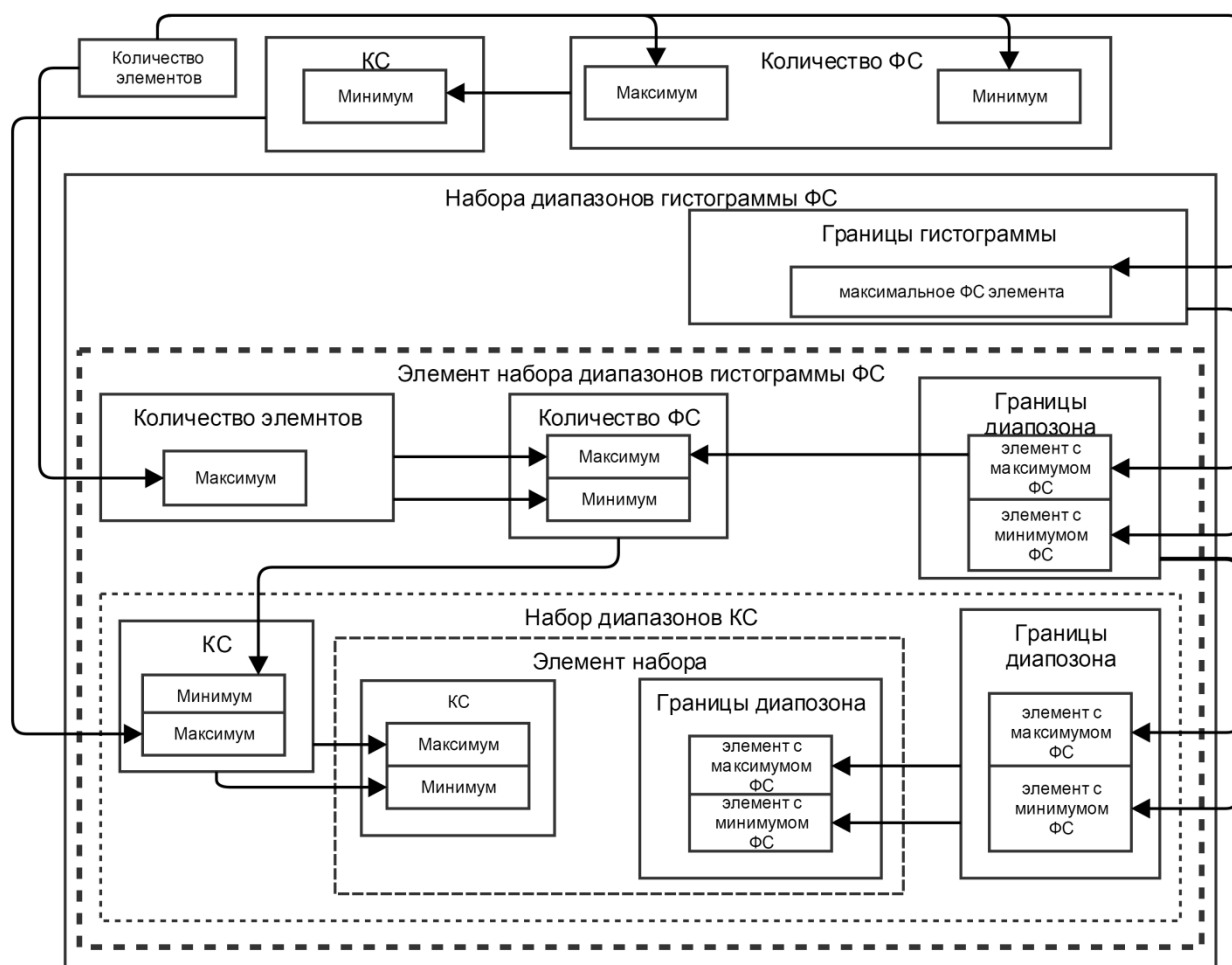 Количество
элементов
КС
Минимум
Количество ФС
Максимум
Минимум
Набора диапазонов гистограммы ФС
Границы гистограммы
максимальное ФС элемента
Элемент набора диапазонов гистограммы ФС
Количество элемнтов
Максимум
Количество ФС
Максимум
Минимум
Границы
диапозона
элемент с
максимумом
ФС
элемент с
минимумом
ФС
Набор диапазонов КС
КС
Минимум
Максимум
Элемент набора
КС
Максимум
Минимум
Границы диапозона
элемент с
максимумом
ФС
элемент с
минимумом
ФС
Границы
диапозона
элемент с
максимумом
ФС
элемент с
минимумом
ФС